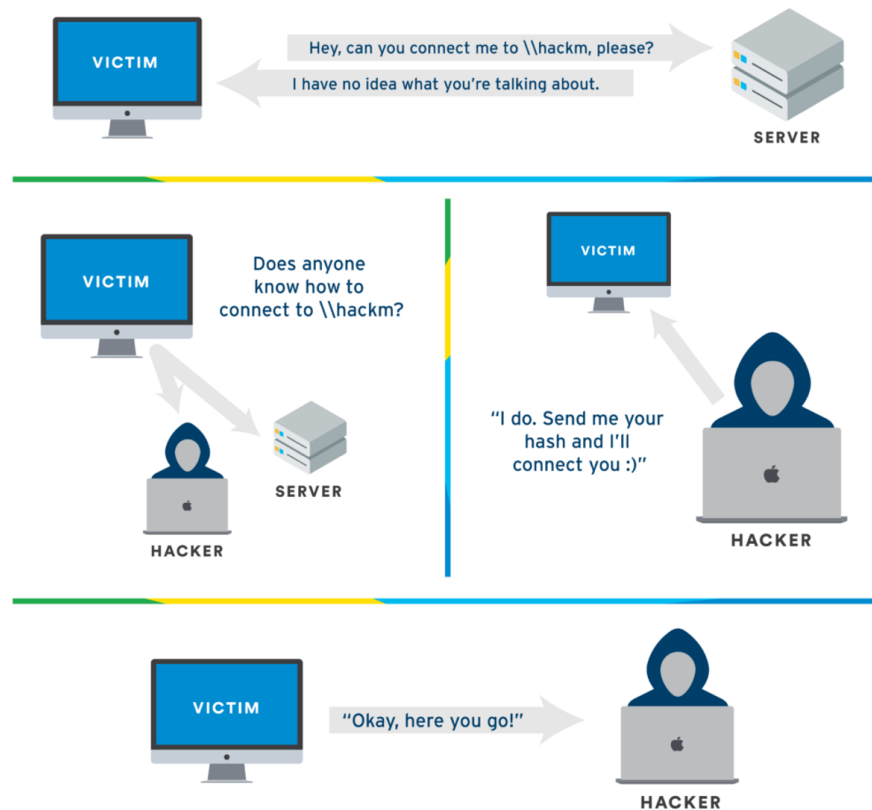 VICTIM
Hey, can you connect me to \\hackm, please?
I have no idea what you're talking about.
SERVER
VICTIM
Does anyone
know how to
connect to \\hackm?
HACKER
SERVER
VICTIM
“I do. Send me your
hash and I'll
connect you :)”
HACKER
VICTIM
“Okay, here you go!”
HACKER